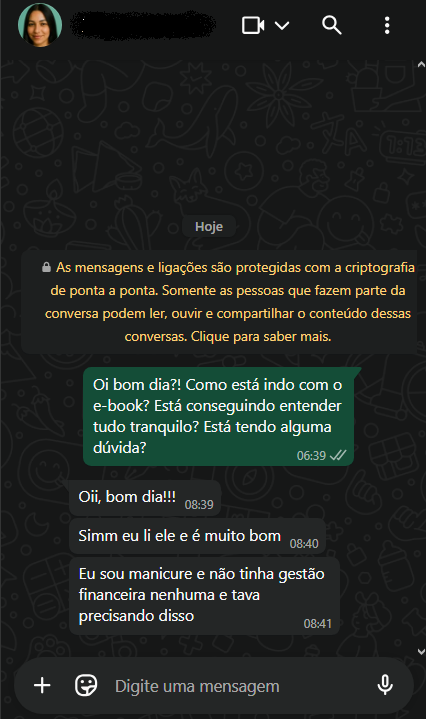 Hoje
As mensagens e ligações são protegidas com a criptografia
de ponta a ponta. Somente as pessoas que fazem parte da
conversa podem ler, ouvir e compartilhar o conteúdo dessas
conversas. Clique para saber mais.
Oi bom dia?! Como está indo com o
e-book? Está conseguindo entender
tudo tranquilo? Está tendo alguma
dúvida?
06:39
Oii, bom dia!!!
08:39
Simm eu li ele e é muito bom
08:40
Eu sou manicure e não tinha gestão
financeira nenhuma e tava
precisando disso
08:41
Digite uma mensagem